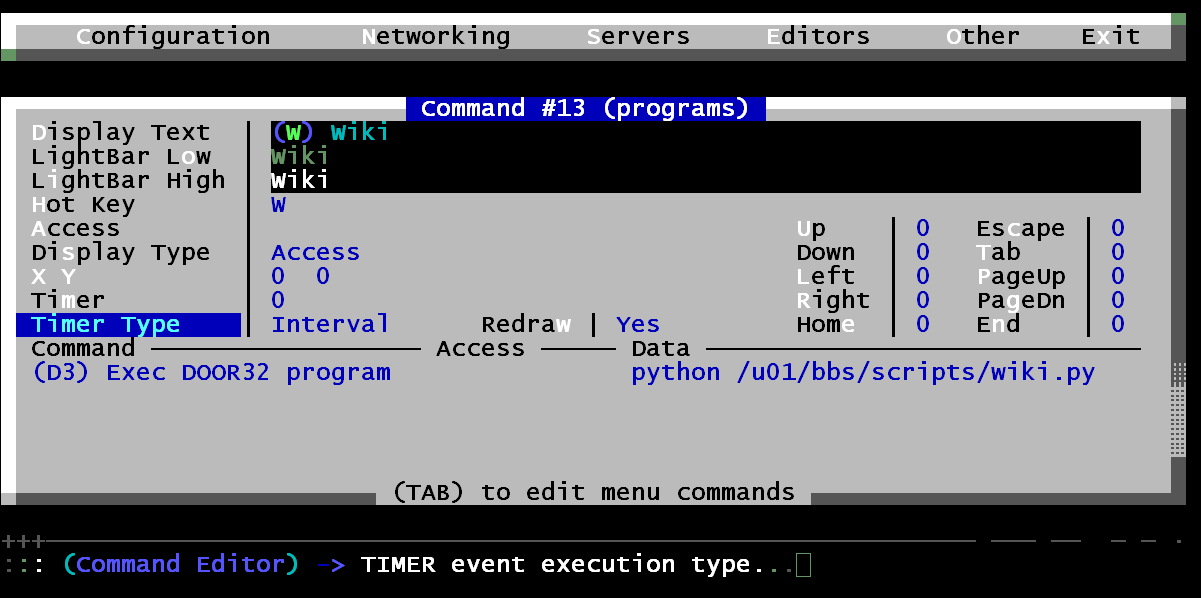 Configuration Networking Servers Editors Other Exit
Command #13 (programs)
Display Text (W) Wiki
LightBar Low Wiki
LightBar High Wiki
Hot Key W
Access Up 0 Escape 0
Display Type Access Down 0 Tab 0
X Y 0 0 Left 0 PageUp 0
Timer 0 Right 0 PageDn 0
Timer Type Interval Redraw Yes Home 0 End 0
Command Access Data
(D3) Exec DOOR32 program python /u01/bbs/scripts/wiki.py
(TAB) to edit menu commands
+++
::: (Command Editor) -> TIMER event execution type...